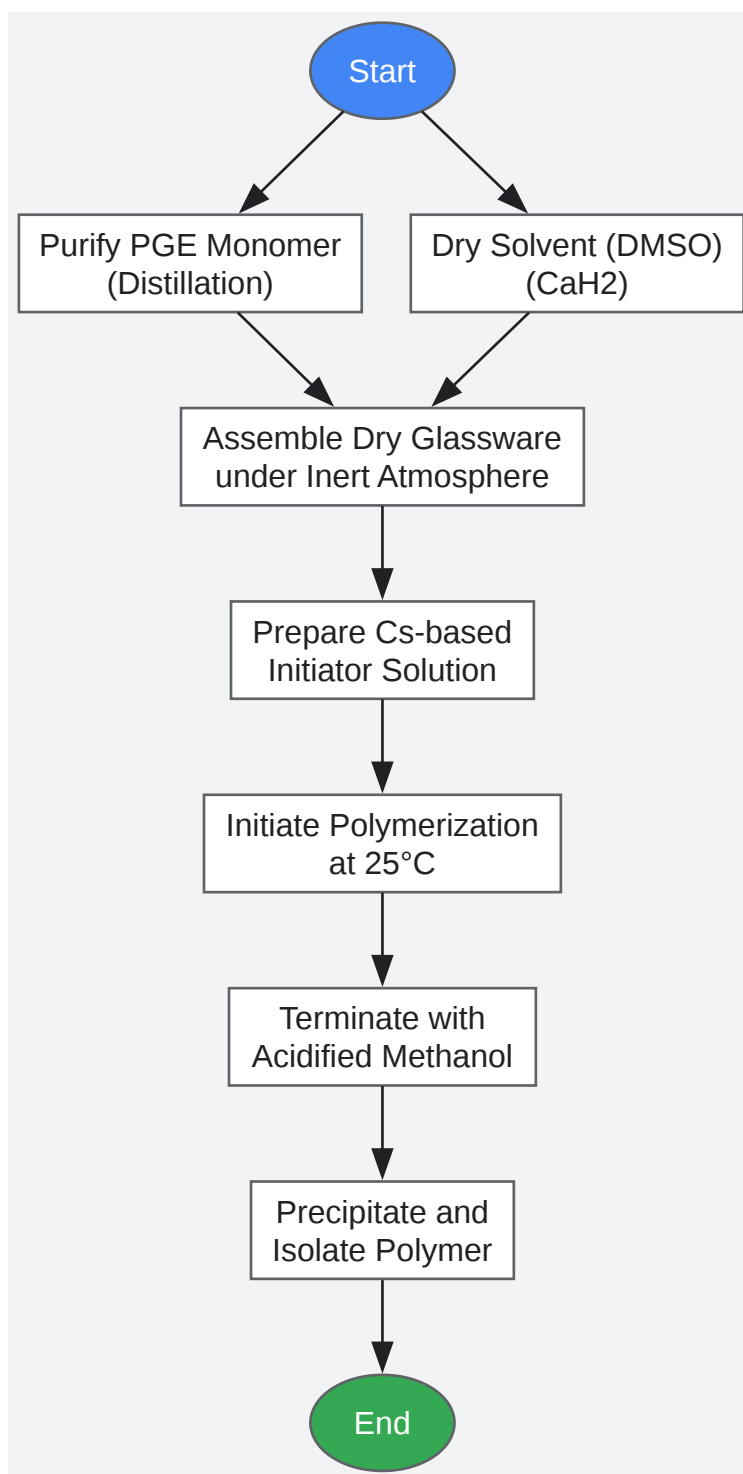 Start
Purify PGE Monomer
(Distillation)
Dry Solvent (DMSO)
(CaH2)
Assemble Dry Glassware
under Inert Atmosphere
Prepare Cs-based
Initiator Solution
Initiate Polymerization
at 25°C
Terminate with
Acidified Methanol
Precipitate and
Isolate Polymer
End